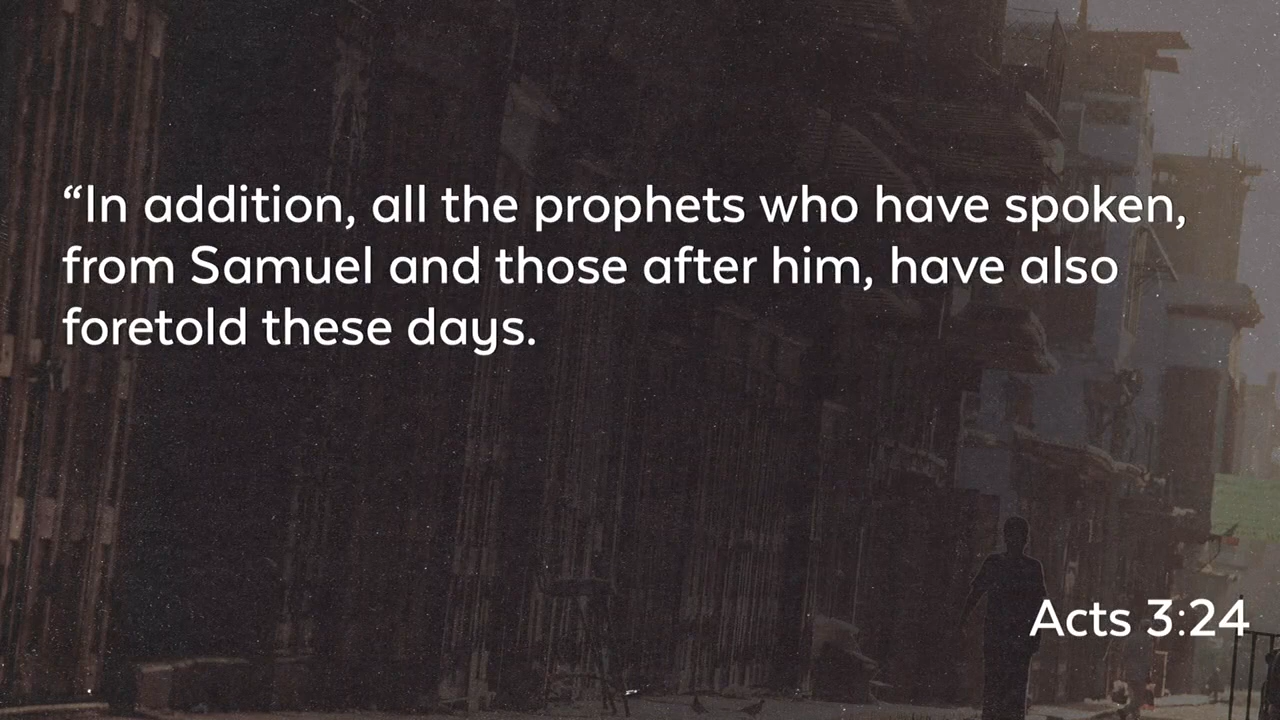 “In addition, all the prophets who have spoken,
from Samuel and those after him, have also
foretold these days.
Acts 3:24